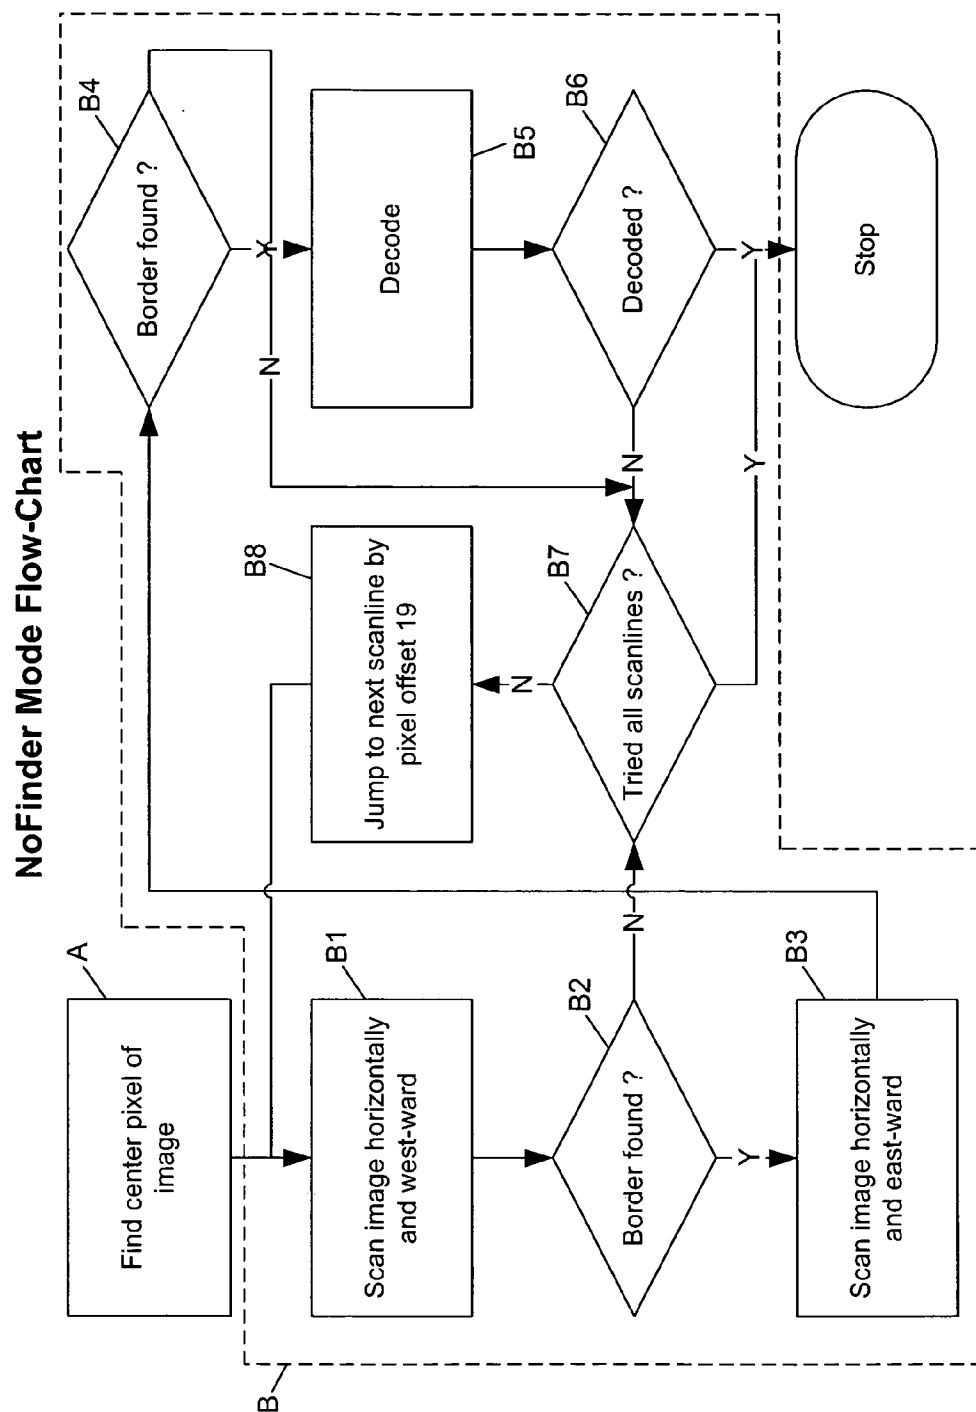 NoFinder Mode Flow-Chart
A
Find center pixel of
image
B
B1
Scan image horizontally
and west-ward
B2
Border found ?
N
Y
B3
Scan image horizontally
and east-ward
B8
Jump to next scanline by
pixel offset 19
N
B7
Tried all scanlines ?
Y
B4
Border found ?
N
Y
Decode
B5
B6
Decoded ?
N
Y
Stop